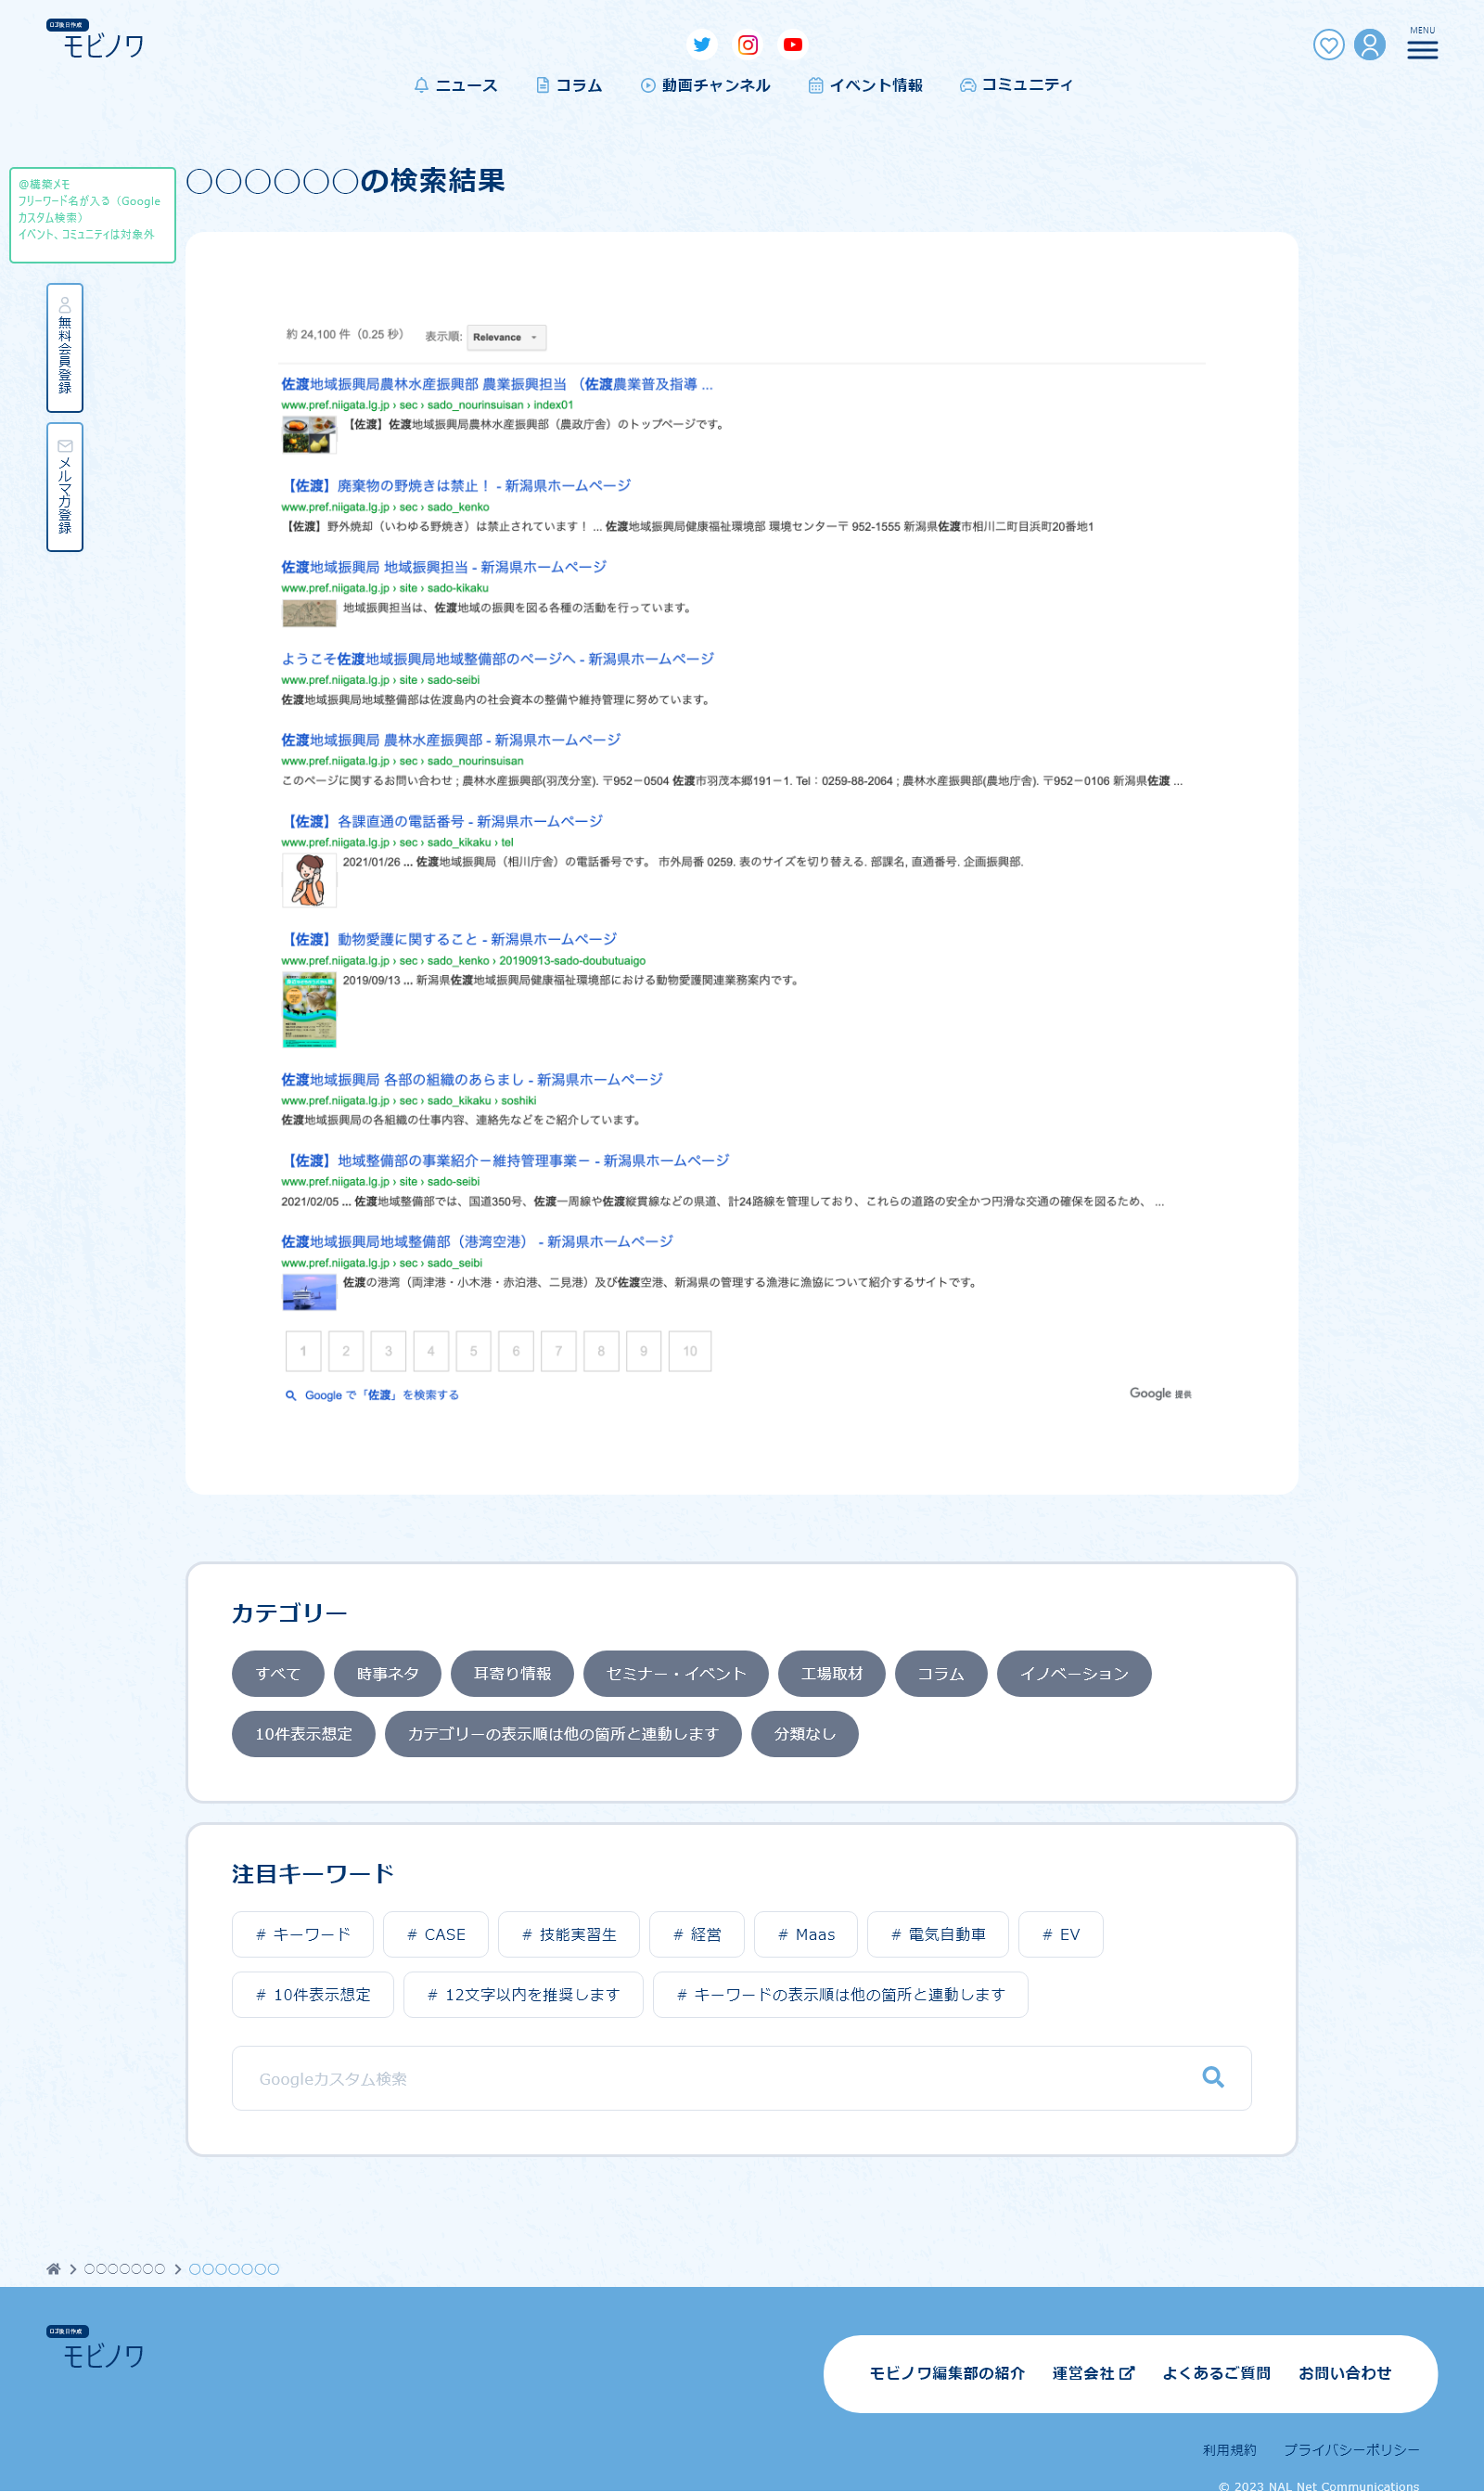 ロゴ後日作成
モビノワ
MENU
ニュース
コラム
動画チャンネル
イベント情報
コミュニティ
@構築メモ
フリーワード名が入る（Google
カスタム検索）
イベント、コミュニティは対象外
〇〇〇〇〇〇の検索結果
無料会員登録
メルマガ登録
約 24,100 件（0.25 秒）
表示順: Relevance
佐渡地域振興局農林水産振興部 農業振興担当 （佐渡農業普及指導 ...
www.pref.niigata.lg.jp › sec › sado_nourinsuisan › index01
【佐渡】佐渡地域振興局農林水産振興部（農政庁舎）のトップページです。
【佐渡】廃棄物の野焼きは禁止！ - 新潟県ホームページ
www.pref.niigata.lg.jp › sec › sado_kenko
【佐渡】野外焼却（いわゆる野焼き）は禁止されています！ ... 佐渡地域振興局健康福祉環境部 環境センター〒 952-1555 新潟県佐渡市相川二町目浜町20番地1
佐渡地域振興局 地域振興担当 - 新潟県ホームページ
www.pref.niigata.lg.jp › site › sado-kikaku
地域振興担当は、佐渡地域の振興を図る各種の活動を行っています。
ようこそ佐渡地域振興局地域整備部のページへ - 新潟県ホームページ
www.pref.niigata.lg.jp › site › sado-seibi
佐渡地域振興局地域整備部は佐渡島内の社会資本の整備や維持管理に努めています。
佐渡地域振興局 農林水産振興部 - 新潟県ホームページ
www.pref.niigata.lg.jp › sec › sado_nourinsuisan
このページに関するお問い合わせ ; 農林水産振興部(羽茂分室). 〒952－0504 佐渡市羽茂本郷191－1. Tel：0259-88-2064 ; 農林水産振興部(農地庁舎). 〒952－0106 新潟県佐渡 ...
【佐渡】各課直通の電話番号 - 新潟県ホームページ
www.pref.niigata.lg.jp › sec › sado_kikaku › tel
2021/01/26 ... 佐渡地域振興局（相川庁舎）の電話番号です。 市外局番 0259. 表のサイズを切り替える. 部課名, 直通番号. 企画振興部.
【佐渡】動物愛護に関すること - 新潟県ホームページ
www.pref.niigata.lg.jp › sec › sado_kenko › 20190913-sado-doubutuaigo
2019/09/13 ... 新潟県佐渡地域振興局健康福祉環境部における動物愛護関連業務案内です。
佐渡地域振興局 各部の組織のあらまし - 新潟県ホームページ
www.pref.niigata.lg.jp › sec › sado_kikaku › soshiki
佐渡地域振興局の各組織の仕事内容、連絡先などをご紹介しています。
【佐渡】地域整備部の事業紹介－維持管理事業－ - 新潟県ホームページ
www.pref.niigata.lg.jp › site › sado-seibi
2021/02/05 ... 佐渡地域整備部では、国道350号、佐渡一周線や佐渡縦貫線などの県道、計24路線を管理しており、これらの道路の安全かつ円滑な交通の確保を図るため、 ...
佐渡地域振興局地域整備部（港湾空港） - 新潟県ホームページ
www.pref.niigata.lg.jp › sec › sado_seibi
佐渡の港湾（両津港・小木港・赤泊港、二見港）及び佐渡空港、新潟県の管理する漁港に漁協について紹介するサイトです。
1 2 3 4 5 6 7 8 9 10
Google で「佐渡」を検索する
Google 提供
カテゴリー
すべて
時事ネタ
耳寄り情報
セミナー・イベント
工場取材
コラム
イノベーション
10件表示想定
カテゴリーの表示順は他の箇所と連動します
分類なし
注目キーワード
# キーワード
# CASE
# 技能実習生
# 経営
# Maas
# 電気自動車
# EV
# 10件表示想定
# 12文字以内を推奨します
# キーワードの表示順は他の箇所と連動します
Googleカスタム検索
〇〇〇〇〇〇〇
〇〇〇〇〇〇〇
ロゴ後日作成
モビノワ
モビノワ編集部の紹介
運営会社
よくあるご質問
お問い合わせ
利用規約
プライバシーポリシー
© 2023 NAL Net Communications